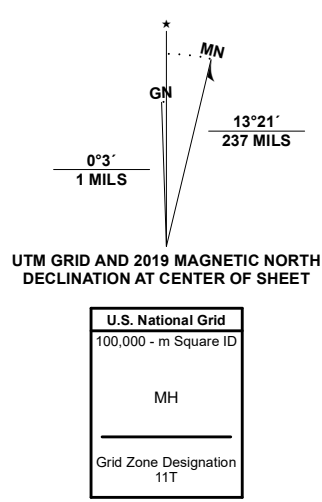 ★
MN
GN
13°21´
237 MILS
0°3´
1 MILS
UTM GRID AND 2019 MAGNETIC NORTH
DECLINATION AT CENTER OF SHEET
U.S. National Grid
100,000 - m Square ID
MH
Grid Zone Designation
11T